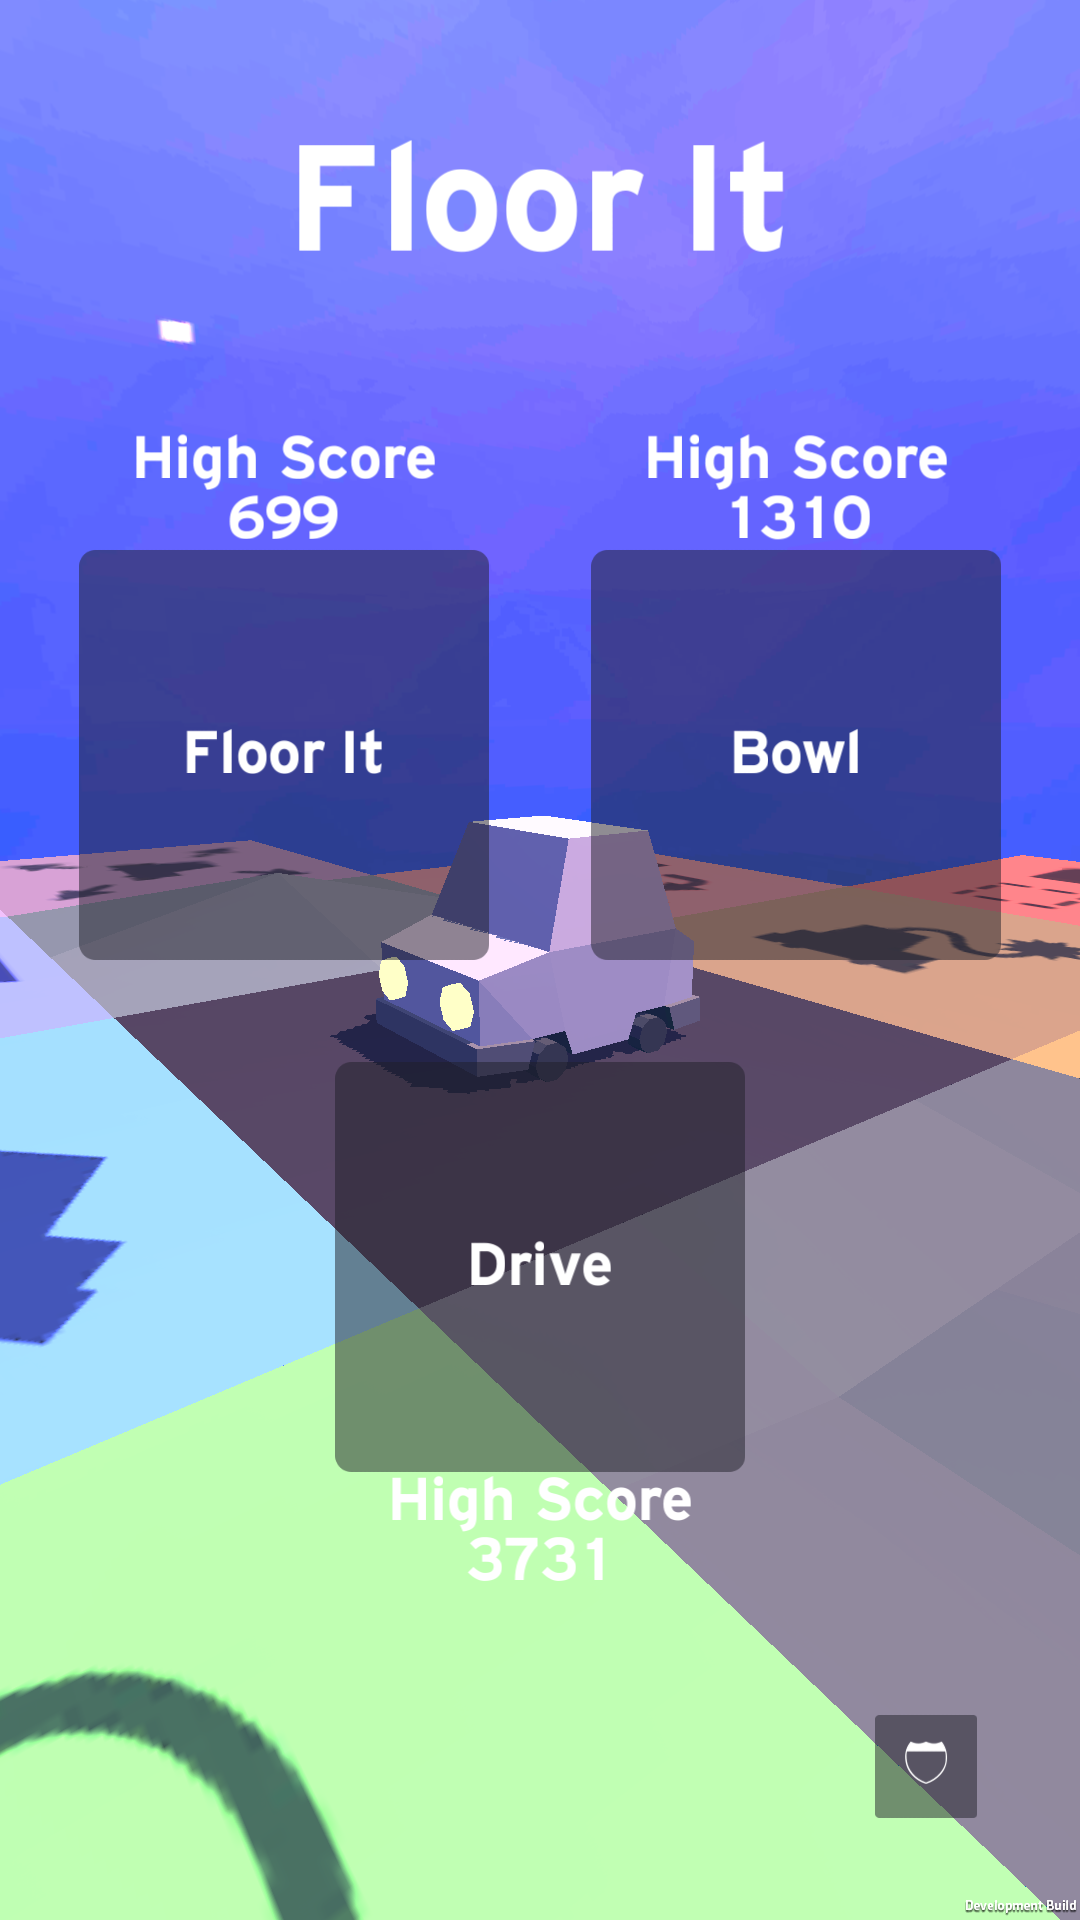 Floor It
High Score
699
High Score
1310
Floor It
Bowl
Drive
High Score
3731
Development Build